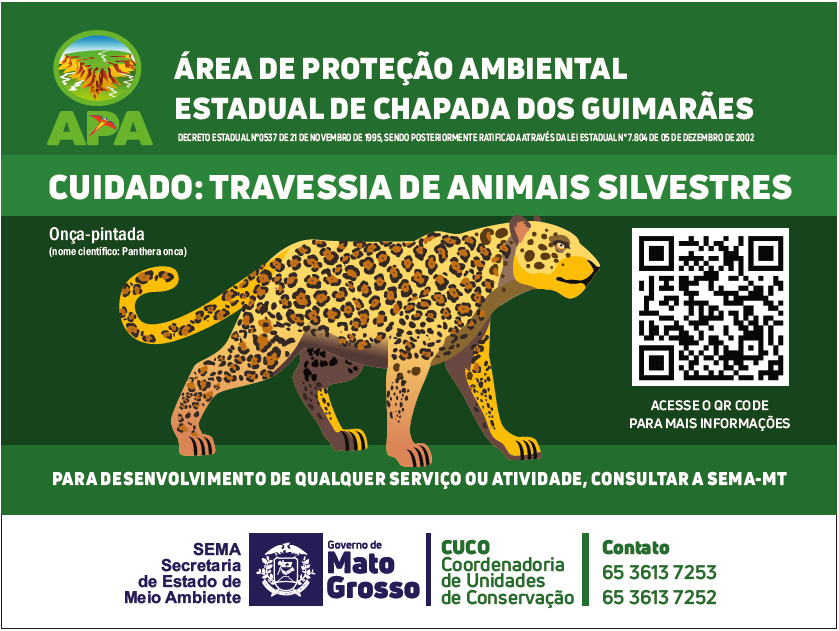 APA
ÁREA DE PROTEÇÃO AMBIENTAL
ESTADUAL DE CHAPADA DOS GUIMARÃES
DECRETO ESTADUAL Nº0537 DE 21 DE NOVEMBRO DE 1995, SENDO POSTERIORMENTE RATIFICADA ATRAVÉS DA LEI ESTADUAL Nº 7.804 DE 05 DE DEZEMBRO DE 2002
CUIDADO: TRAVESSIA DE ANIMAIS SILVESTRES
Onça-pintada
(nome científico: Panthera onca)
ACESSE O QR CODE
PARA MAIS INFORMAÇÕES
PARA DESENVOLVIMENTO DE QUALQUER SERVIÇO OU ATIVIDADE, CONSULTAR A SEMA-MT
SEMA
Secretaria
de Estado de
Meio Ambiente
Governo de
Mato
Grosso
CUCO
Coordenadoria
de Unidades
de Conservação
Contato
65 3613 7253
65 3613 7252